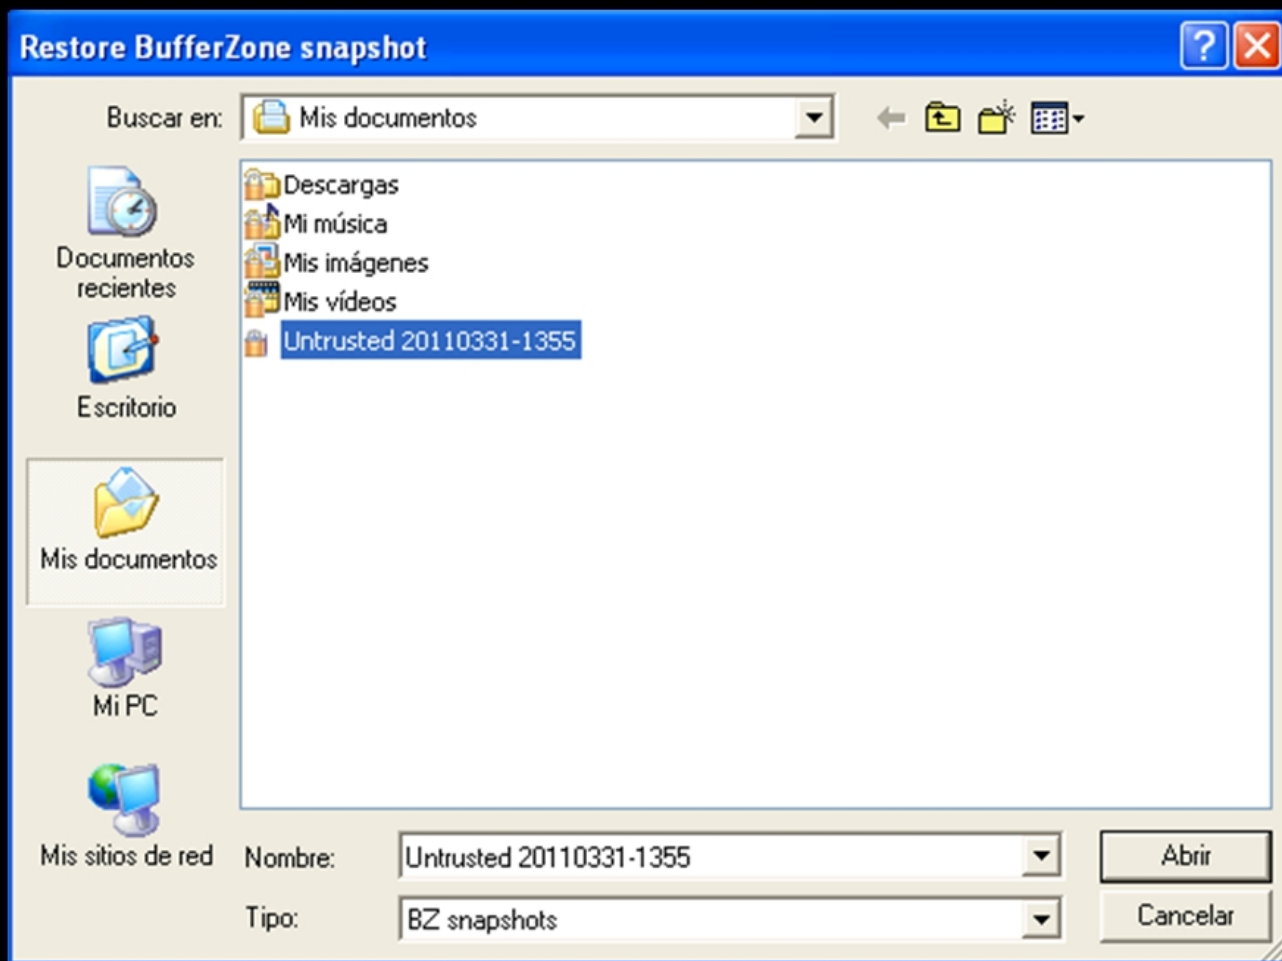 Restore BufferZone snapshot
Buscar en:
Mis documentos
Documentos
recientes
Escritorio
Mis documentos
Mi PC
Mis sitios de red
Descargas
Mi música
Mis imágenes
Mis vídeos
Untrusted 20110331-1355
Nombre:
Untrusted 20110331-1355
Abrir
Tipo:
BZ snapshots
Cancelar